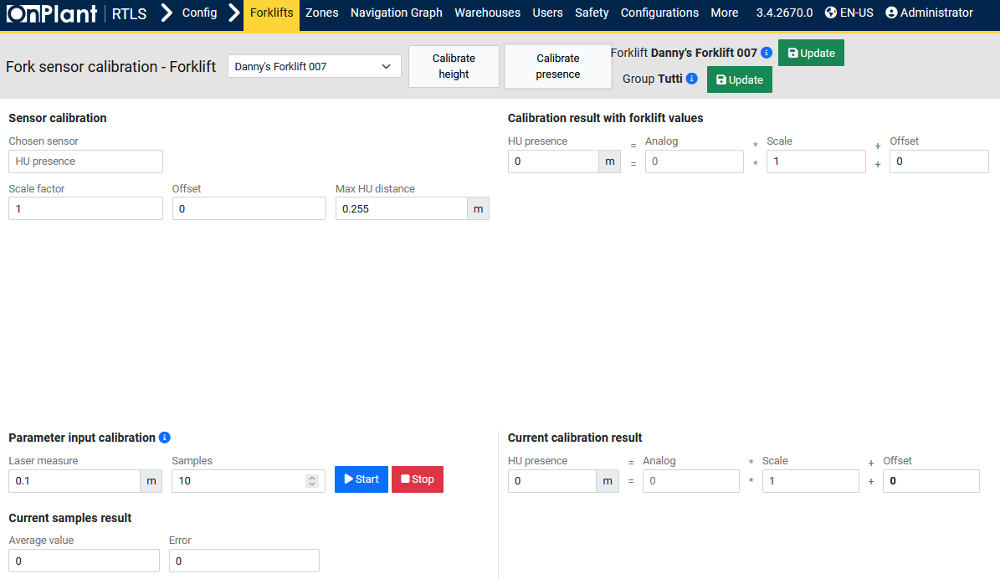 OnPlant RTLS Config Forklifts Zones Navigation Graph Warehouses Users Safety Configurations More 3.4.2670.0 EN-US Administrator
Fork sensor calibration - Forklift
Danny's Forklift 007
Calibrate
height
Calibrate
presence
Forklift Danny's Forklift 007 Update
Group Tutti Update
Sensor calibration
Chosen sensor
HU presence
Scale factor Offset Max HU distance
1 0 0.255 m
Calibration result with forklift values
HU presence = Analog * Scale + Offset
0 m = 0 * 1 + 0
Parameter input calibration
Laser measure Samples
0.1 m 10 Start Stop
Current samples result
Average value Error
0 0
Current calibration result
HU presence = Analog * Scale + Offset
0 m = 0 * 1 + 0